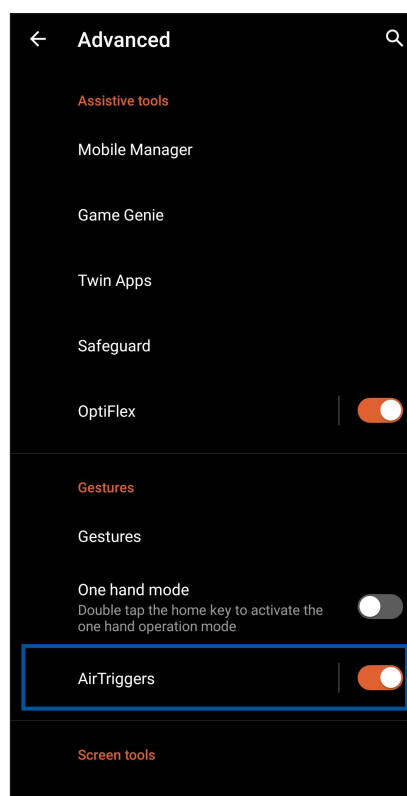 Advanced
Assistive tools
Mobile Manager
Game Genie
Twin Apps
Safeguard
OptiFlex
Gestures
Gestures
One hand mode
Double tap the home key to activate the
one hand operation mode
AirTriggers
Screen tools